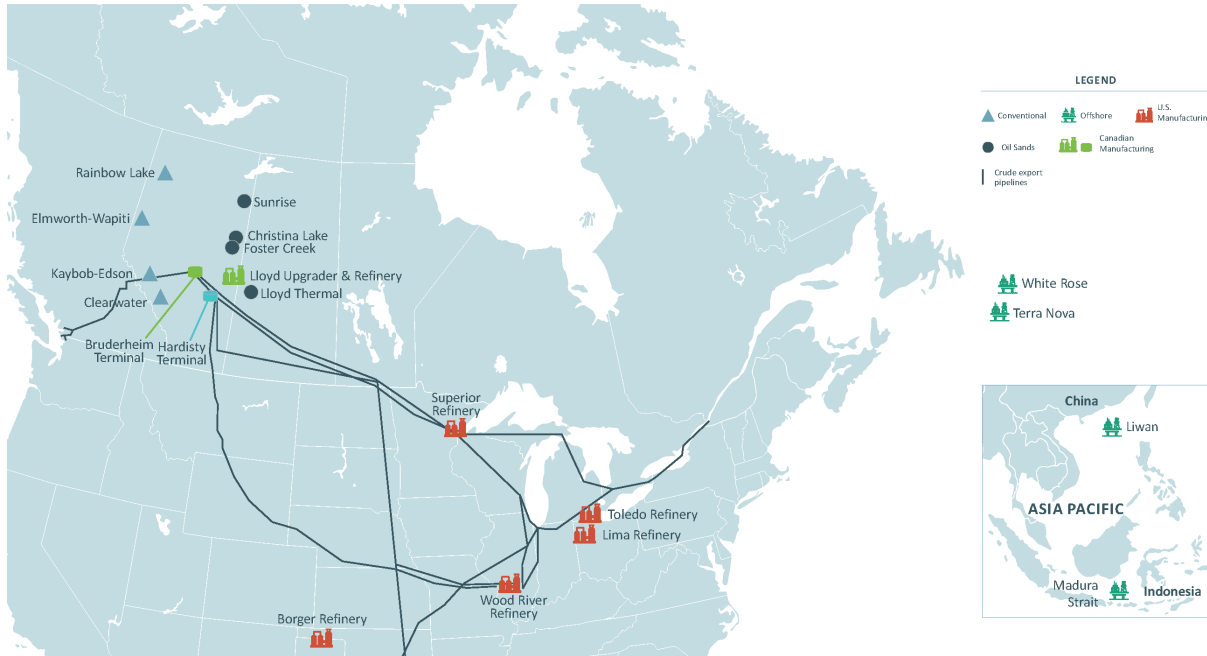 LEGEND
Conventional
Offshore
U.S.
Manufacturin
Oil Sands
Canadian
Manufacturing
Crude export
pipelines
Rainbow Lake
Sunrise
Elmworth-Wapiti
Christina Lake
Foster Creek
Kaybob-Edson
Lloyd Upgrader & Refinery
Clearwater
Lloyd Thermal
Bruderheim
Terminal
Hardisty
Terminal
White Rose
Terra Nova
Superior
Refinery
Toledo Refinery
Lima Refinery
Wood River
Refinery
Borger Refinery
China
Liwan
ASIA PACIFIC
Madura
Strait
Indonesia